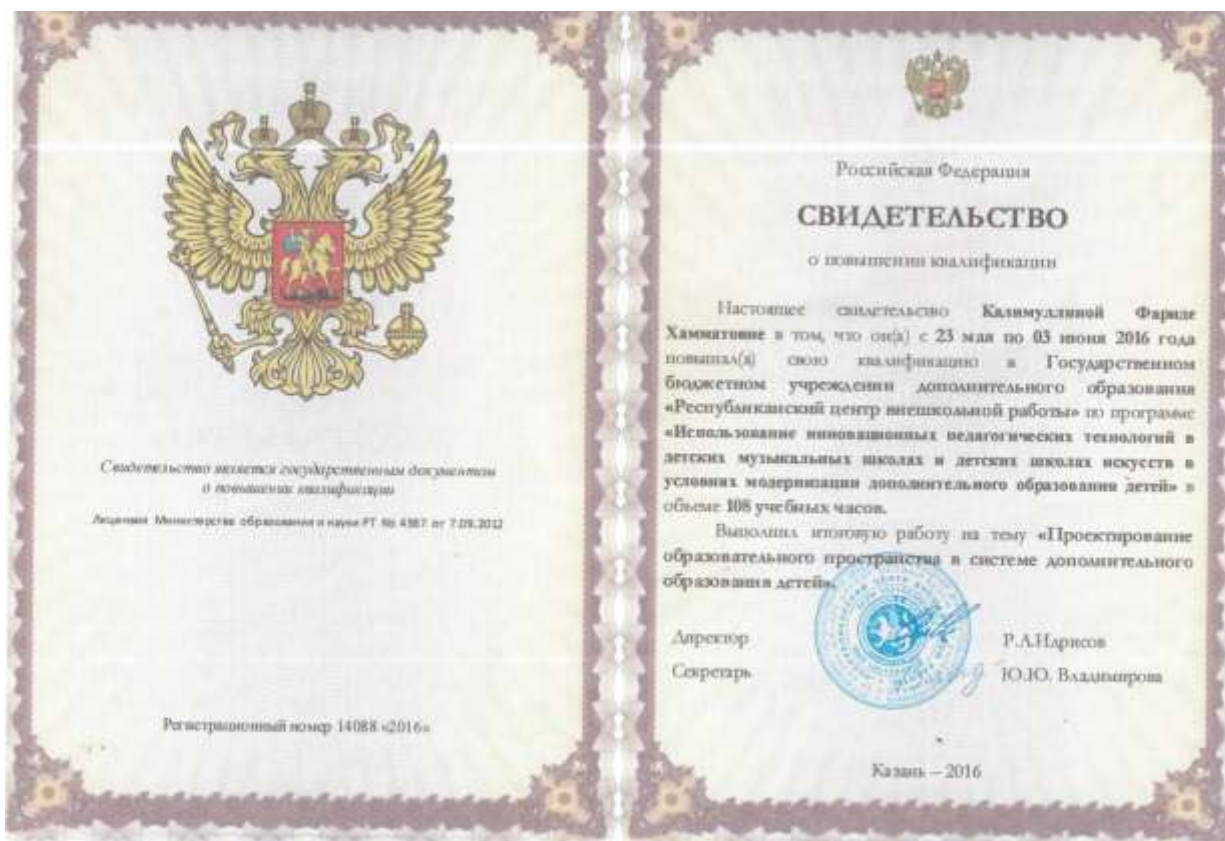 Свидетельство является государственным документом
о повышении квалификации
Лицензия Министерства образования и науки РТ № 4387 от 7.09.2012
Регистрационный номер 14088 «2016»
Российская Федерация
СВИДЕТЕЛЬСТВО
о повышении квалификации
Настоящее свидетельство Калимуллиной Фариде
Хамматовне в том, что он(а) с 23 мая по 03 июня 2016 года
повышал(а) свою квалификацию в Государственном
бюджетном учреждении дополнительного образования
«Республиканский центр внешкольной работы» по программе
«Использование инновационных педагогических технологий в
детских музыкальных школах и детских школах искусств в
условиях модернизации дополнительного образования детей» в
объеме 108 учебных часов.
Выполнил итоговую работу на тему «Проектирование
образовательного пространства в системе дополнительного
образования детей».
Директор Р.А.Идрисов
Секретарь Ю.Ю. Владимирова
Казань – 2016